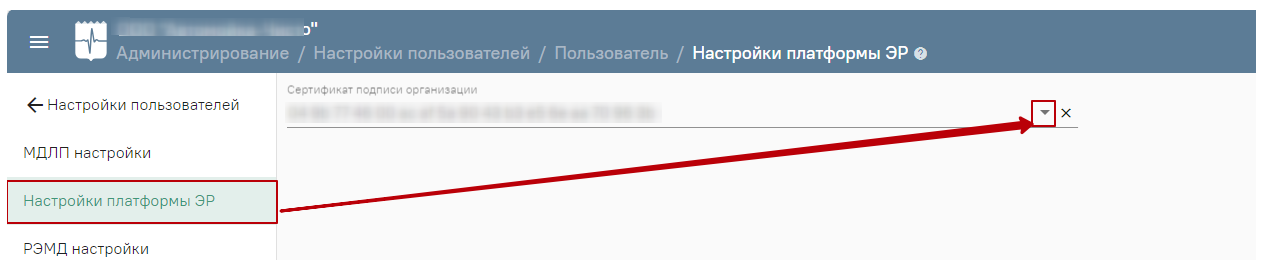 о"
Администрирование / Настройки пользователей / Пользователь / Настройки платформы ЭР
Настройки пользователей
МДЛП настройки
Настройки платформы ЭР
РЭМД настройки
Сертификат подписи организации